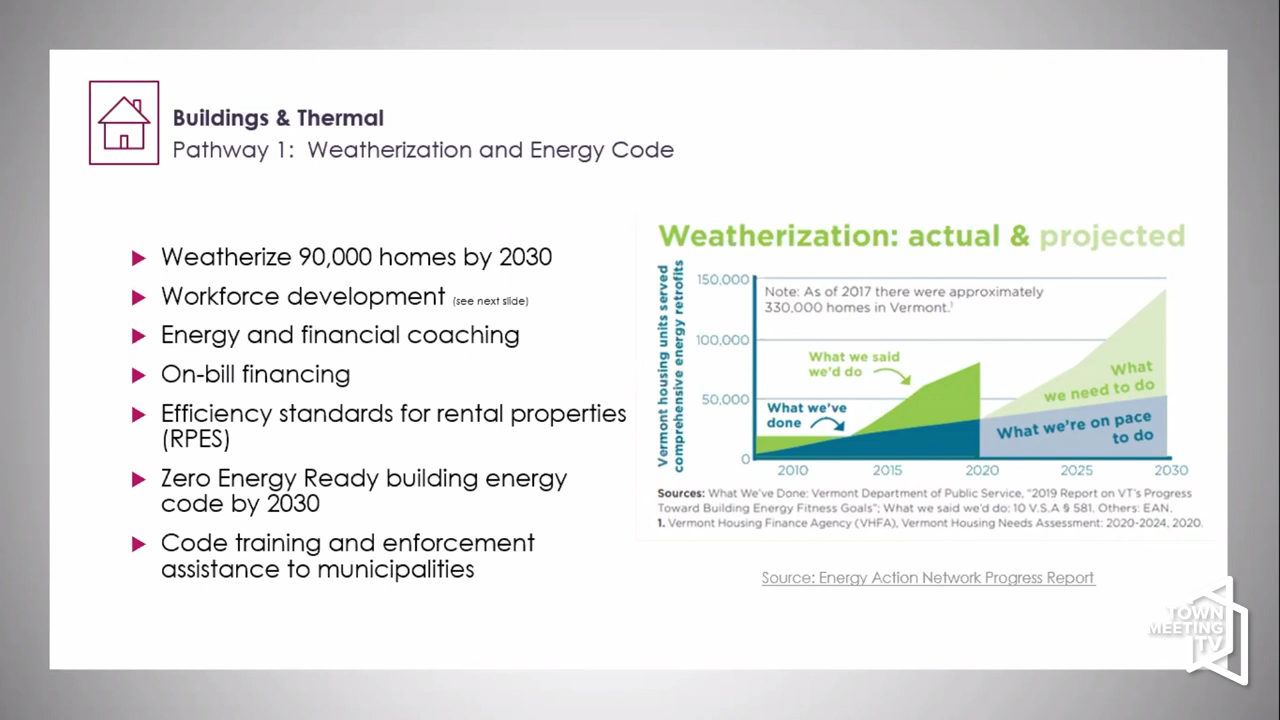 Buildings & Thermal
Pathway 1:  Weatherization and Energy Code
Weatherize 90,000 homes by 2030
Workforce development (see next slide)
Energy and financial coaching
On-bill financing
Efficiency standards for rental properties
(RPES)
Zero Energy Ready building energy
code by 2030
Code training and enforcement
assistance to municipalities
Weatherization: actual & projected
Vermont housing units served
comprehensive energy retrofits
150,000
100,000
50,000
0
Note: As of 2017 there were approximately
330,000 homes in Vermont.¹
What we said
we'd do
What we've
done
What
we need to do
What we're on pace
to do
2010
2015
2020
2025
2030
Sources: What We've Done: Vermont Department of Public Service, "2019 Report on VT's Progress
Toward Building Energy Fitness Goals"; What we said we'd do: 10 V.S.A § 581. Others: EAN.
1. Vermont Housing Finance Agency (VHFA), Vermont Housing Needs Assessment: 2020-2024, 2020.
Source: Energy Action Network Progress Report
TOWN
MEETING
TV